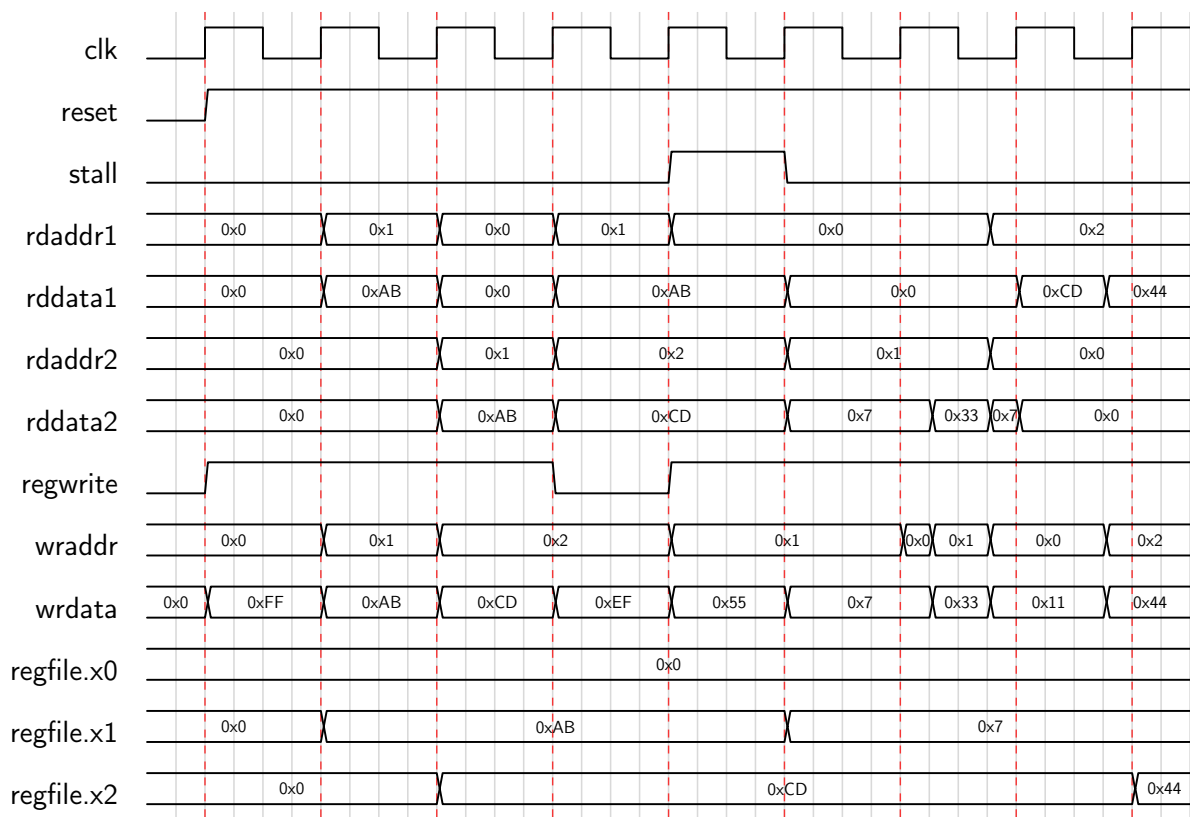 clk
reset
stall
rdaddr1 0x0 0x1 0x0 0x1 0x0 0x2
rddata1 0x0 0xAB 0x0 0xAB 0x0 0xCD 0x44
rdaddr2 0x0 0x1 0x2 0x1 0x0
rddata2 0x0 0xAB 0xCD 0x7 0x33 0x7 0x0
regwrite
wraddr 0x0 0x1 0x2 0x1 0x0 0x1 0x0 0x2
wrdata 0x0 0xFF 0xAB 0xCD 0xEF 0x55 0x7 0x33 0x11 0x44
regfile.x0 0x0
regfile.x1 0x0 0xAB 0x7
regfile.x2 0x0 0xCD 0x44